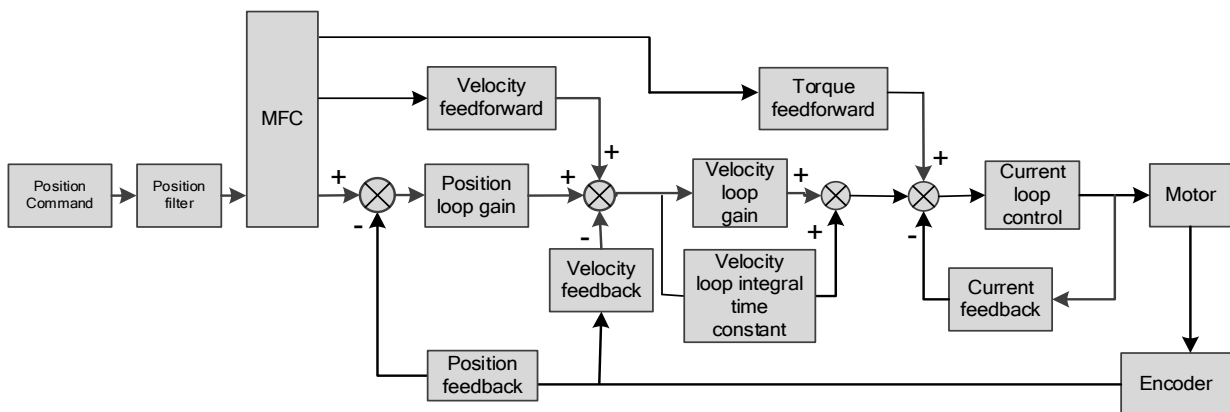 MFC
Velocity
feedforward
Torque
feedforward
+
+
Position
Command
Position
filter
+
-
Position
loop gain
+
-
Velocity
loop
gain
+
+
-
Current
loop
control
Motor
Velocity
feedback
Velocity
loop integral
time
constant
Current
feedback
Position
feedback
Encoder